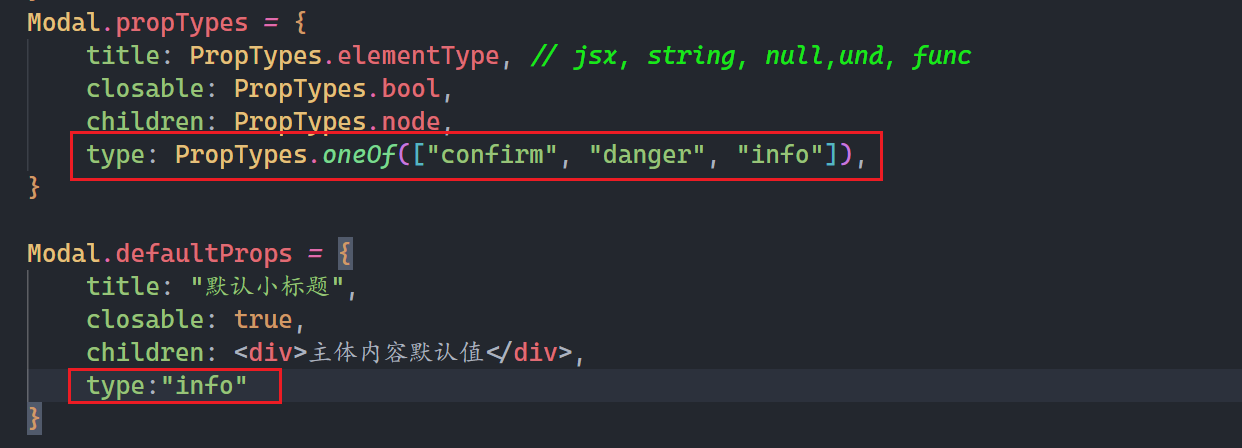 Modal.propTypes = {
    title: PropTypes.elementType, // jsx, string, null,und, func
    closable: PropTypes.bool,
    children: PropTypes.node,
    type: PropTypes.oneOf(["confirm", "danger", "info"]),
}

Modal.defaultProps = {
    title: "默认小标题",
    closable: true,
    children: <div>主体内容默认值</div>,
    type:"info"
}